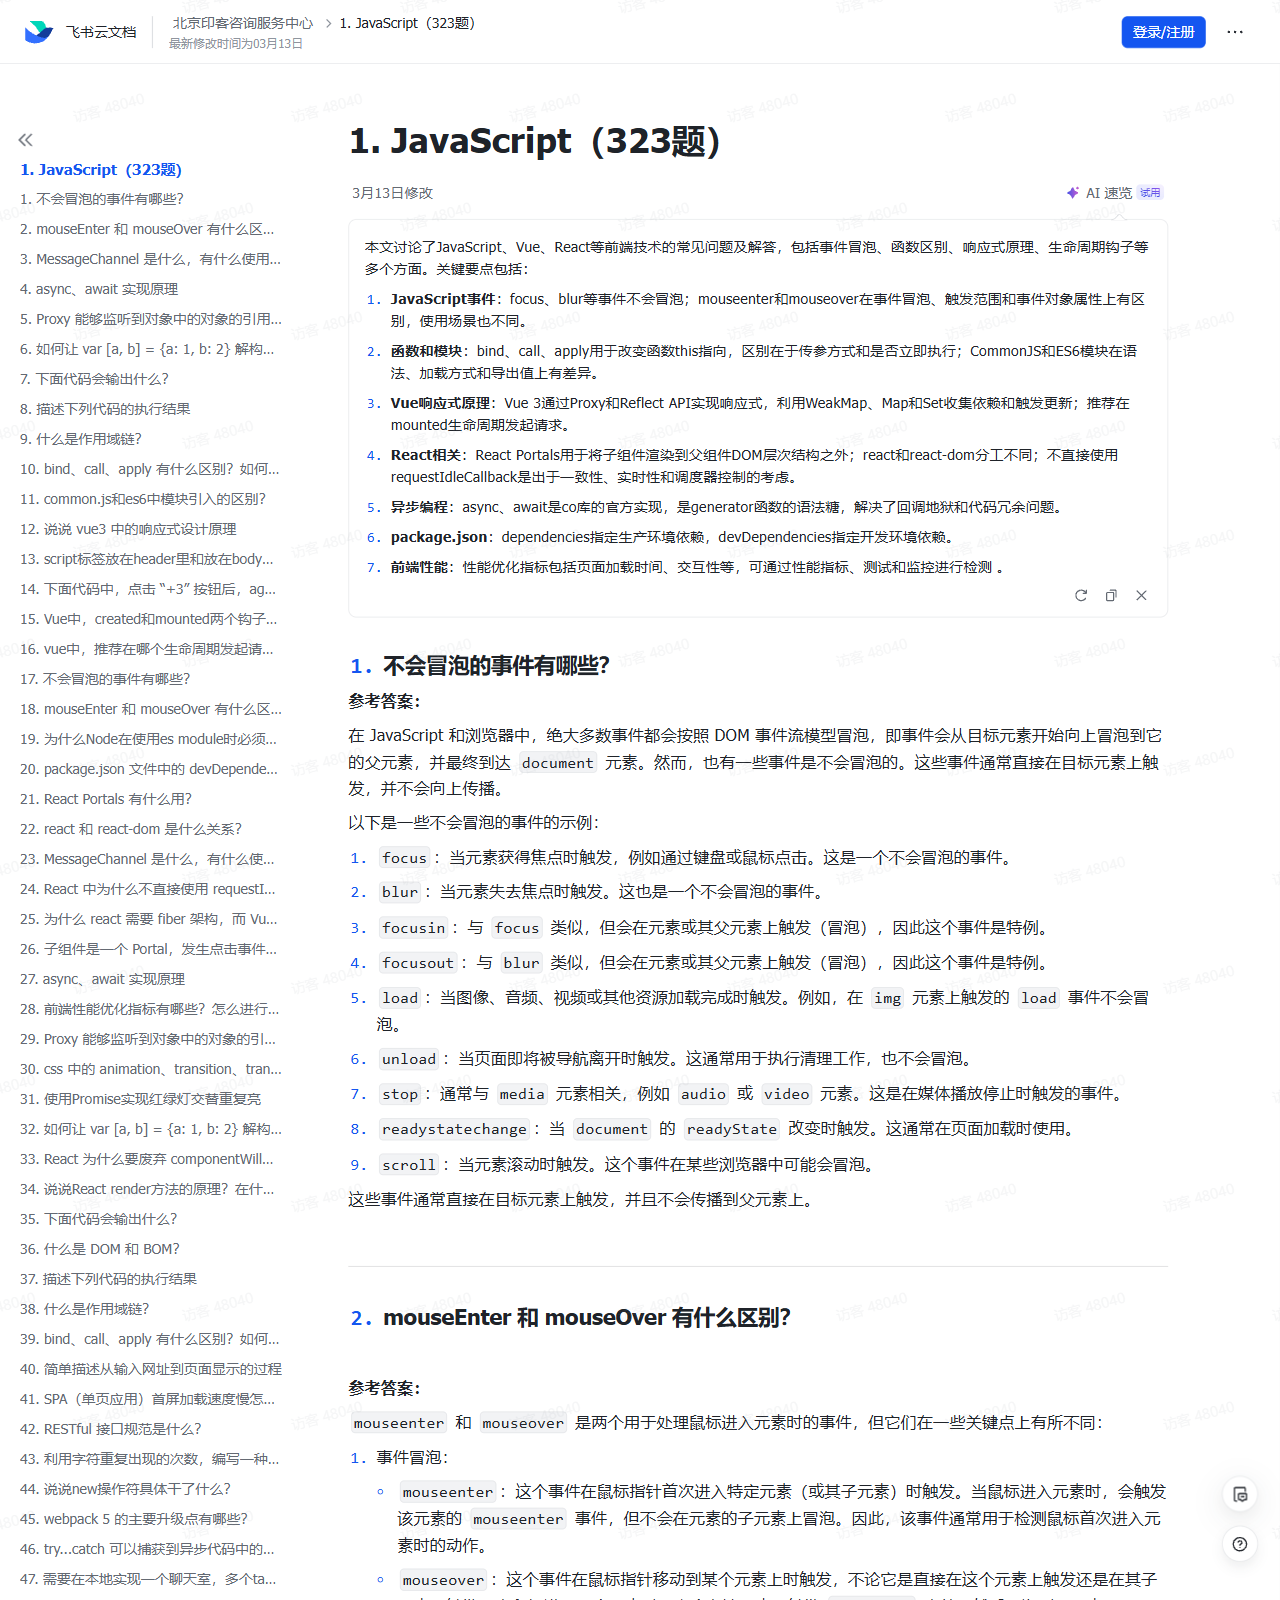 飞书云文档
北京印客咨询服务中心 › 1. JavaScript（323题）
最新修改时间为03月13日
登录/注册
1. JavaScript（323题）
1. 不会冒泡的事件有哪些？
2. mouseEnter 和 mouseOver 有什么区...
3. MessageChannel 是什么，有什么使用...
4. async、await 实现原理
5. Proxy 能够监听到对象中的对象的引用...
6. 如何让 var [a, b] = {a: 1, b: 2} 解构...
7. 下面代码会输出什么？
8. 描述下列代码的执行结果
9. 什么是作用域链？
10. bind、call、apply 有什么区别？如何...
11. common.js和es6中模块引入的区别？
12. 说说 vue3 中的响应式设计原理
13. script标签放在header里和放在body...
14. 下面代码中，点击 “+3” 按钮后，ag...
15. Vue中，created和mounted两个钩子...
16. vue中，推荐在哪个生命周期发起请...
17. 不会冒泡的事件有哪些？
18. mouseEnter 和 mouseOver 有什么区...
19. 为什么Node在使用es module时必须...
20. package.json 文件中的 devDepende...
21. React Portals 有什么用？
22. react 和 react-dom 是什么关系？
23. MessageChannel 是什么，有什么使...
24. React 中为什么不直接使用 requestI...
25. 为什么 react 需要 fiber 架构，而 Vu...
26. 子组件是一个 Portal，发生点击事件...
27. async、await 实现原理
28. 前端性能优化指标有哪些？怎么进行...
29. Proxy 能够监听到对象中的对象的引...
30. css 中的 animation、transition、tran...
31. 使用Promise实现红绿灯交替重复亮
32. 如何让 var [a, b] = {a: 1, b: 2} 解构...
33. React 为什么要废弃 componentWill...
34. 说说React render方法的原理？在什...
35. 下面代码会输出什么？
36. 什么是 DOM 和 BOM？
37. 描述下列代码的执行结果
38. 什么是作用域链？
39. bind、call、apply 有什么区别？如何...
40. 简单描述从输入网址到页面显示的过程
41. SPA（单页应用）首屏加载速度慢怎...
42. RESTful 接口规范是什么？
43. 利用字符重复出现的次数，编写一种...
44. 说说new操作符具体干了什么？
45. webpack 5 的主要升级点有哪些？
46. try...catch 可以捕获到异步代码中的...
47. 需要在本地实现一个聊天室，多个ta...
1. JavaScript（323题）
3月13日修改
AI 速览 试用
本文讨论了JavaScript、Vue、React等前端技术的常见问题及解答，包括事件冒泡、函数区别、响应式原理、生命周期钩子等
多个方面。关键要点包括：
1. JavaScript事件：focus、blur等事件不会冒泡；mouseenter和mouseover在事件冒泡、触发范围和事件对象属性上有区
别，使用场景也不同。
2. 函数和模块：bind、call、apply用于改变函数this指向，区别在于传参方式和是否立即执行；CommonJS和ES6模块在语
法、加载方式和导出值上有差异。
3. Vue响应式原理：Vue 3通过Proxy和Reflect API实现响应式，利用WeakMap、Map和Set收集依赖和触发更新；推荐在
mounted生命周期发起请求。
4. React相关：React Portals用于将子组件渲染到父组件DOM层次结构之外；react和react-dom分工不同；不直接使用
requestIdleCallback是出于一致性、实时性和调度器控制的考虑。
5. 异步编程：async、await是co库的官方实现，是generator函数的语法糖，解决了回调地狱和代码冗余问题。
6. package.json：dependencies指定生产环境依赖，devDependencies指定开发环境依赖。
7. 前端性能：性能优化指标包括页面加载时间、交互性等，可通过性能指标、测试和监控进行检测 。
1. 不会冒泡的事件有哪些？
参考答案：
在 JavaScript 和浏览器中，绝大多数事件都会按照 DOM 事件流模型冒泡，即事件会从目标元素开始向上冒泡到它
的父元素，并最终到达 document 元素。然而，也有一些事件是不会冒泡的。这些事件通常直接在目标元素上触
发，并不会向上传播。
以下是一些不会冒泡的事件的示例：
1. focus：当元素获得焦点时触发，例如通过键盘或鼠标点击。这是一个不会冒泡的事件。
2. blur：当元素失去焦点时触发。这也是一个不会冒泡的事件。
3. focusin：与 focus 类似，但会在元素或其父元素上触发（冒泡），因此这个事件是特例。
4. focusout：与 blur 类似，但会在元素或其父元素上触发（冒泡），因此这个事件是特例。
5. load：当图像、音频、视频或其他资源加载完成时触发。例如，在 img 元素上触发的 load 事件不会冒
泡。
6. unload：当页面即将被导航离开时触发。这通常用于执行清理工作，也不会冒泡。
7. stop：通常与 media 元素相关，例如 audio 或 video 元素。这是在媒体播放停止时触发的事件。
8. readystatechange：当 document 的 readyState 改变时触发。这通常在页面加载时使用。
9. scroll：当元素滚动时触发。这个事件在某些浏览器中可能会冒泡。
这些事件通常直接在目标元素上触发，并且不会传播到父元素上。
2. mouseEnter 和 mouseOver 有什么区别？
参考答案：
mouseenter 和 mouseover 是两个用于处理鼠标进入元素时的事件，但它们在一些关键点上有所不同：
1. 事件冒泡：
◦ mouseenter：这个事件在鼠标指针首次进入特定元素（或其子元素）时触发。当鼠标进入元素时，会触发
该元素的 mouseenter 事件，但不会在元素的子元素上冒泡。因此，该事件通常用于检测鼠标首次进入元
素时的动作。
◦ mouseover：这个事件在鼠标指针移动到某个元素上时触发，不论它是直接在这个元素上触发还是在其子
访客 48040